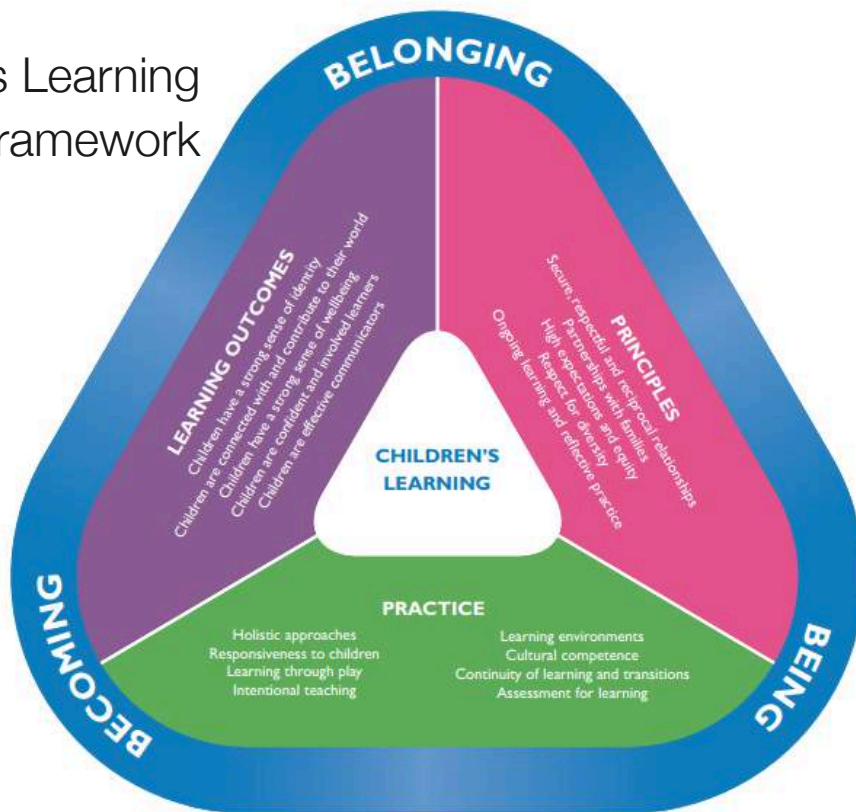 s Learning
ramework
BELONGING
LEARNING OUTCOMES
Children have a strong sense of identity
Children are connected with and contribute to their world
Children have a strong sense of wellbeing
Children are confident and involved learners
Children are effective communicators
PRINCIPLES
Secure, respectful and reciprocal relationships
Partnerships with families
High expectations and equity
Respect for diversity
Ongoing learning and reflective practice
CHILDREN'S
LEARNING
PRACTICE
Holistic approaches
Responsiveness to children
Learning through play
Intentional teaching
Learning environments
Cultural competence
Continuity of learning and transitions
Assessment for learning
BECOMING
BEING